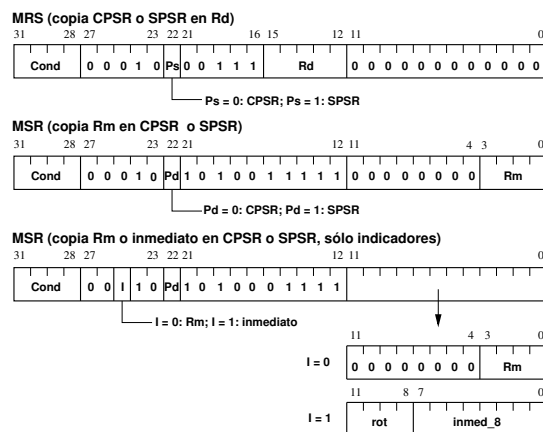 MRS (copia CPSR o SPSR en Rd)
31 28 27 23 22 21 16 15 12 11 0
Cond 0 0 0 1 0 Ps 0 0 1 1 1 Rd 0 0 0 0 0 0 0 0 0 0 0 0
Ps = 0: CPSR; Ps = 1: SPSR
MSR (copia Rm en CPSR o SPSR)
31 28 27 23 22 21 12 11 4 3 0
Cond 0 0 0 1 0 Pd 1 0 1 0 0 1 1 1 1 1 0 0 0 0 0 0 0 0 Rm
Pd = 0: CPSR; Pd = 1: SPSR
MSR (copia Rm o inmediato en CPSR o SPSR, sólo indicadores)
31 28 27 23 22 21 12 11 0
Cond 0 0 I 1 0 Pd 1 0 1 0 0 0 1 1 1 1
I = 0: Rm; I = 1: inmediato
11 4 3 0
I = 0 0 0 0 0 0 0 0 0 Rm
11 8 7 0
I = 1 rot inmed_8